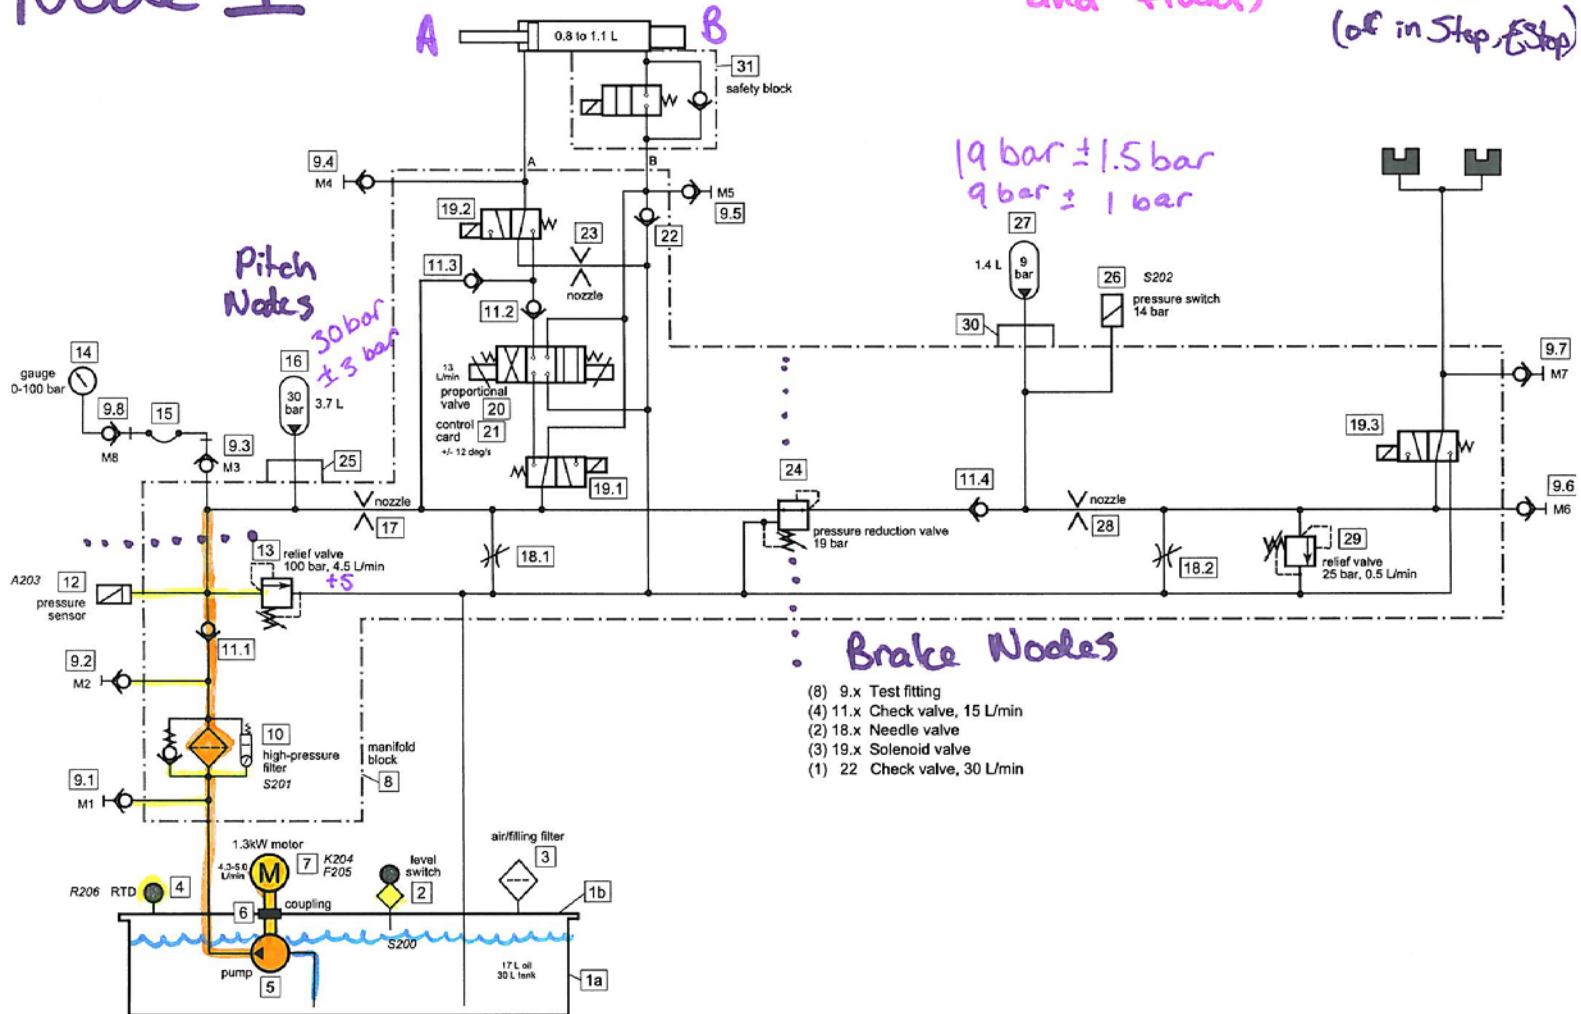 Node 1
and fluid)
(off in Stop, EStop)
A
B
0.8 to 1.1 L
31
safety block
9.4
M4
A
B
M5
9.5
19.2
23
22
nozzle
11.3
11.2
19 bar ± 1.5 bar
9 bar ± 1 bar
27
1.4 L
9
bar
26
S202
pressure switch
14 bar
30
Pitch
Nodes
30 bar
± 3 bar
16
30
bar
3.7 L
14
gauge
0-100 bar
9.8
M8
15
9.3
M3
25
13
L/min
proportional
valve
20
control
card
21
+/- 12 deg/s
19.1
nozzle
17
18.1
24
pressure reduction valve
19 bar
11.4
nozzle
28
18.2
29
relief valve
25 bar, 0.5 L/min
19.3
9.7
M7
9.6
M6
13
relief valve
100 bar, 4.5 L/min
+5
A203
12
pressure
sensor
11.1
9.2
M2
10
high-pressure
filter
S201
9.1
M1
manifold
block
8
Brake Nodes
(8) 9.x Test fitting
(4) 11.x Check valve, 15 L/min
(2) 18.x Needle valve
(3) 19.x Solenoid valve
(1) 22 Check valve, 30 L/min
1.3kW motor
4.3-5.0
L/min
M
7
K204
F205
level
switch
2
S200
air/filling filter
3
R206 RTD
4
6
coupling
1b
pump
5
17 L oil
30 L tank
1a